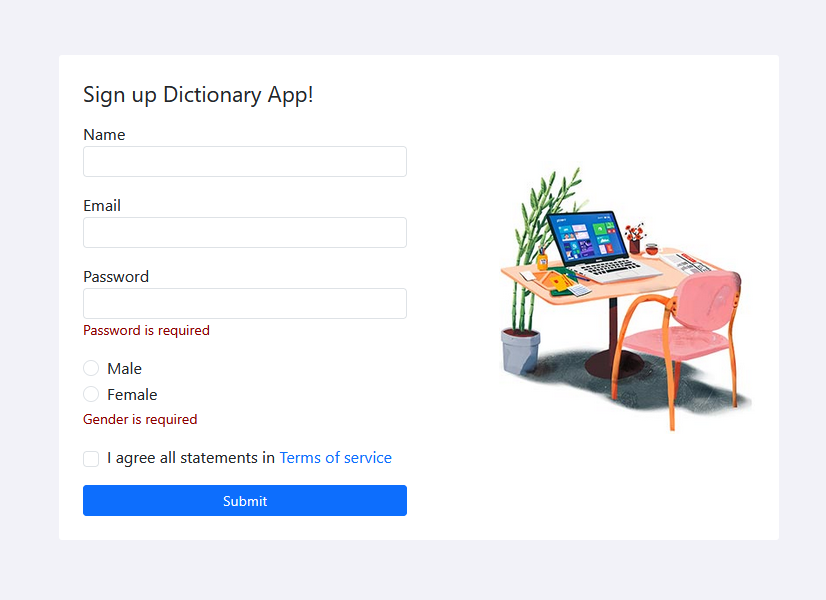 Sign up Dictionary App!
Name
Email
Password
Password is required
Male
Female
Gender is required
I agree all statements in Terms of service
Submit